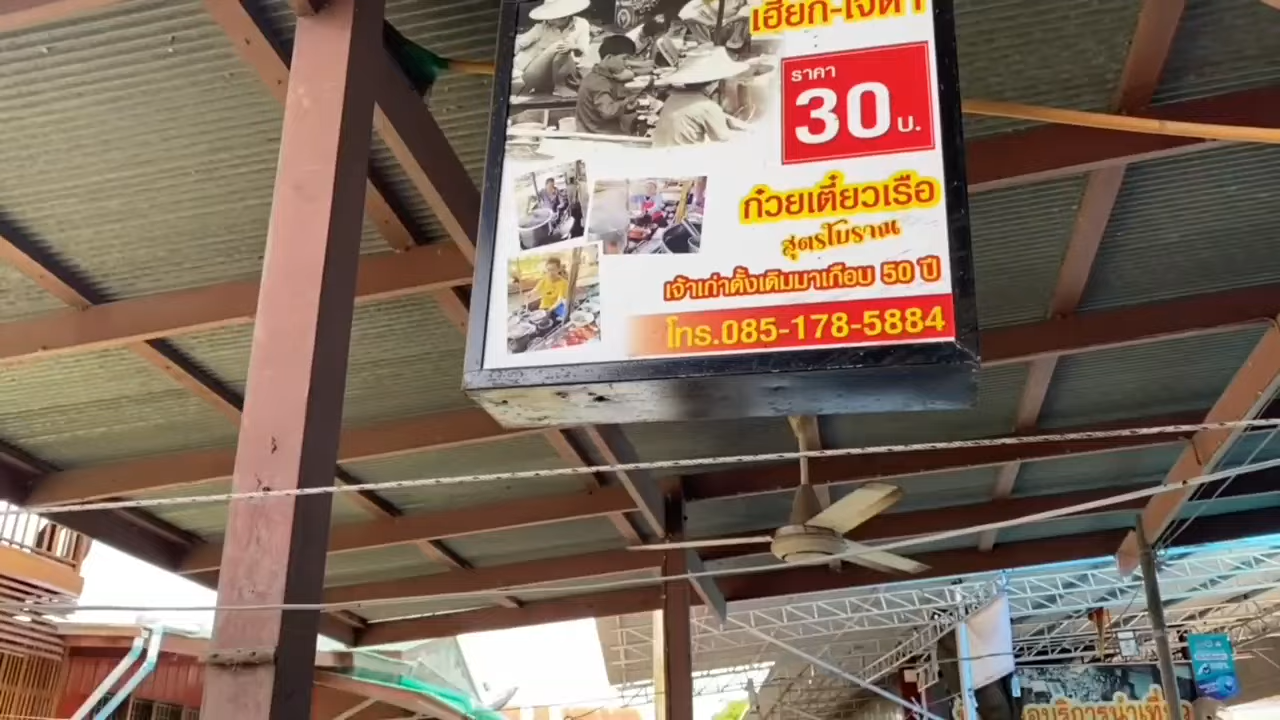 ราคา
30 บ.
ก๋วยเตี๋ยวเรือ
สูตรโบราณ
เจ้าเก่าดั้งเดิมมาเกือบ 50 ปี
โทร.085-178-5884